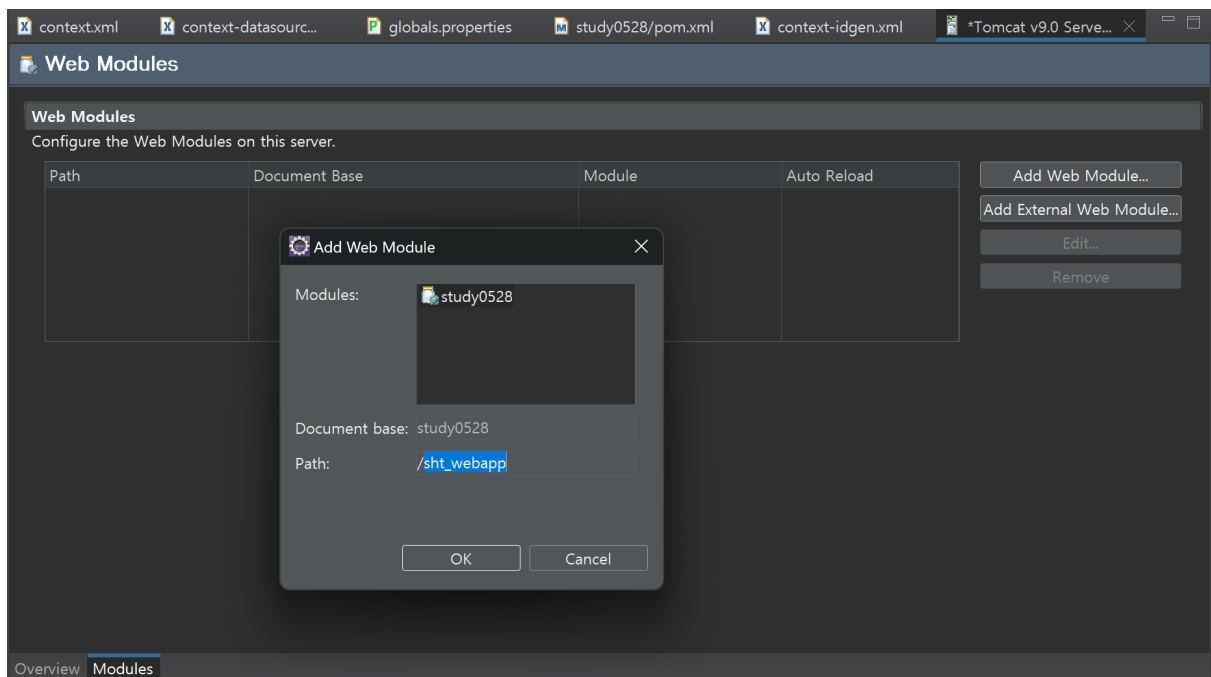 context.xml
context-datasourc...
globals.properties
study0528/pom.xml
context-idgen.xml
*Tomcat v9.0 Serve...
Web Modules
Web Modules
Configure the Web Modules on this server.
Path
Document Base
Module
Auto Reload
Add Web Module...
Add External Web Module...
Edit...
Remove
Add Web Module
Modules:
study0528
Document base: study0528
Path: /sht_webapp
OK
Cancel
Overview
Modules